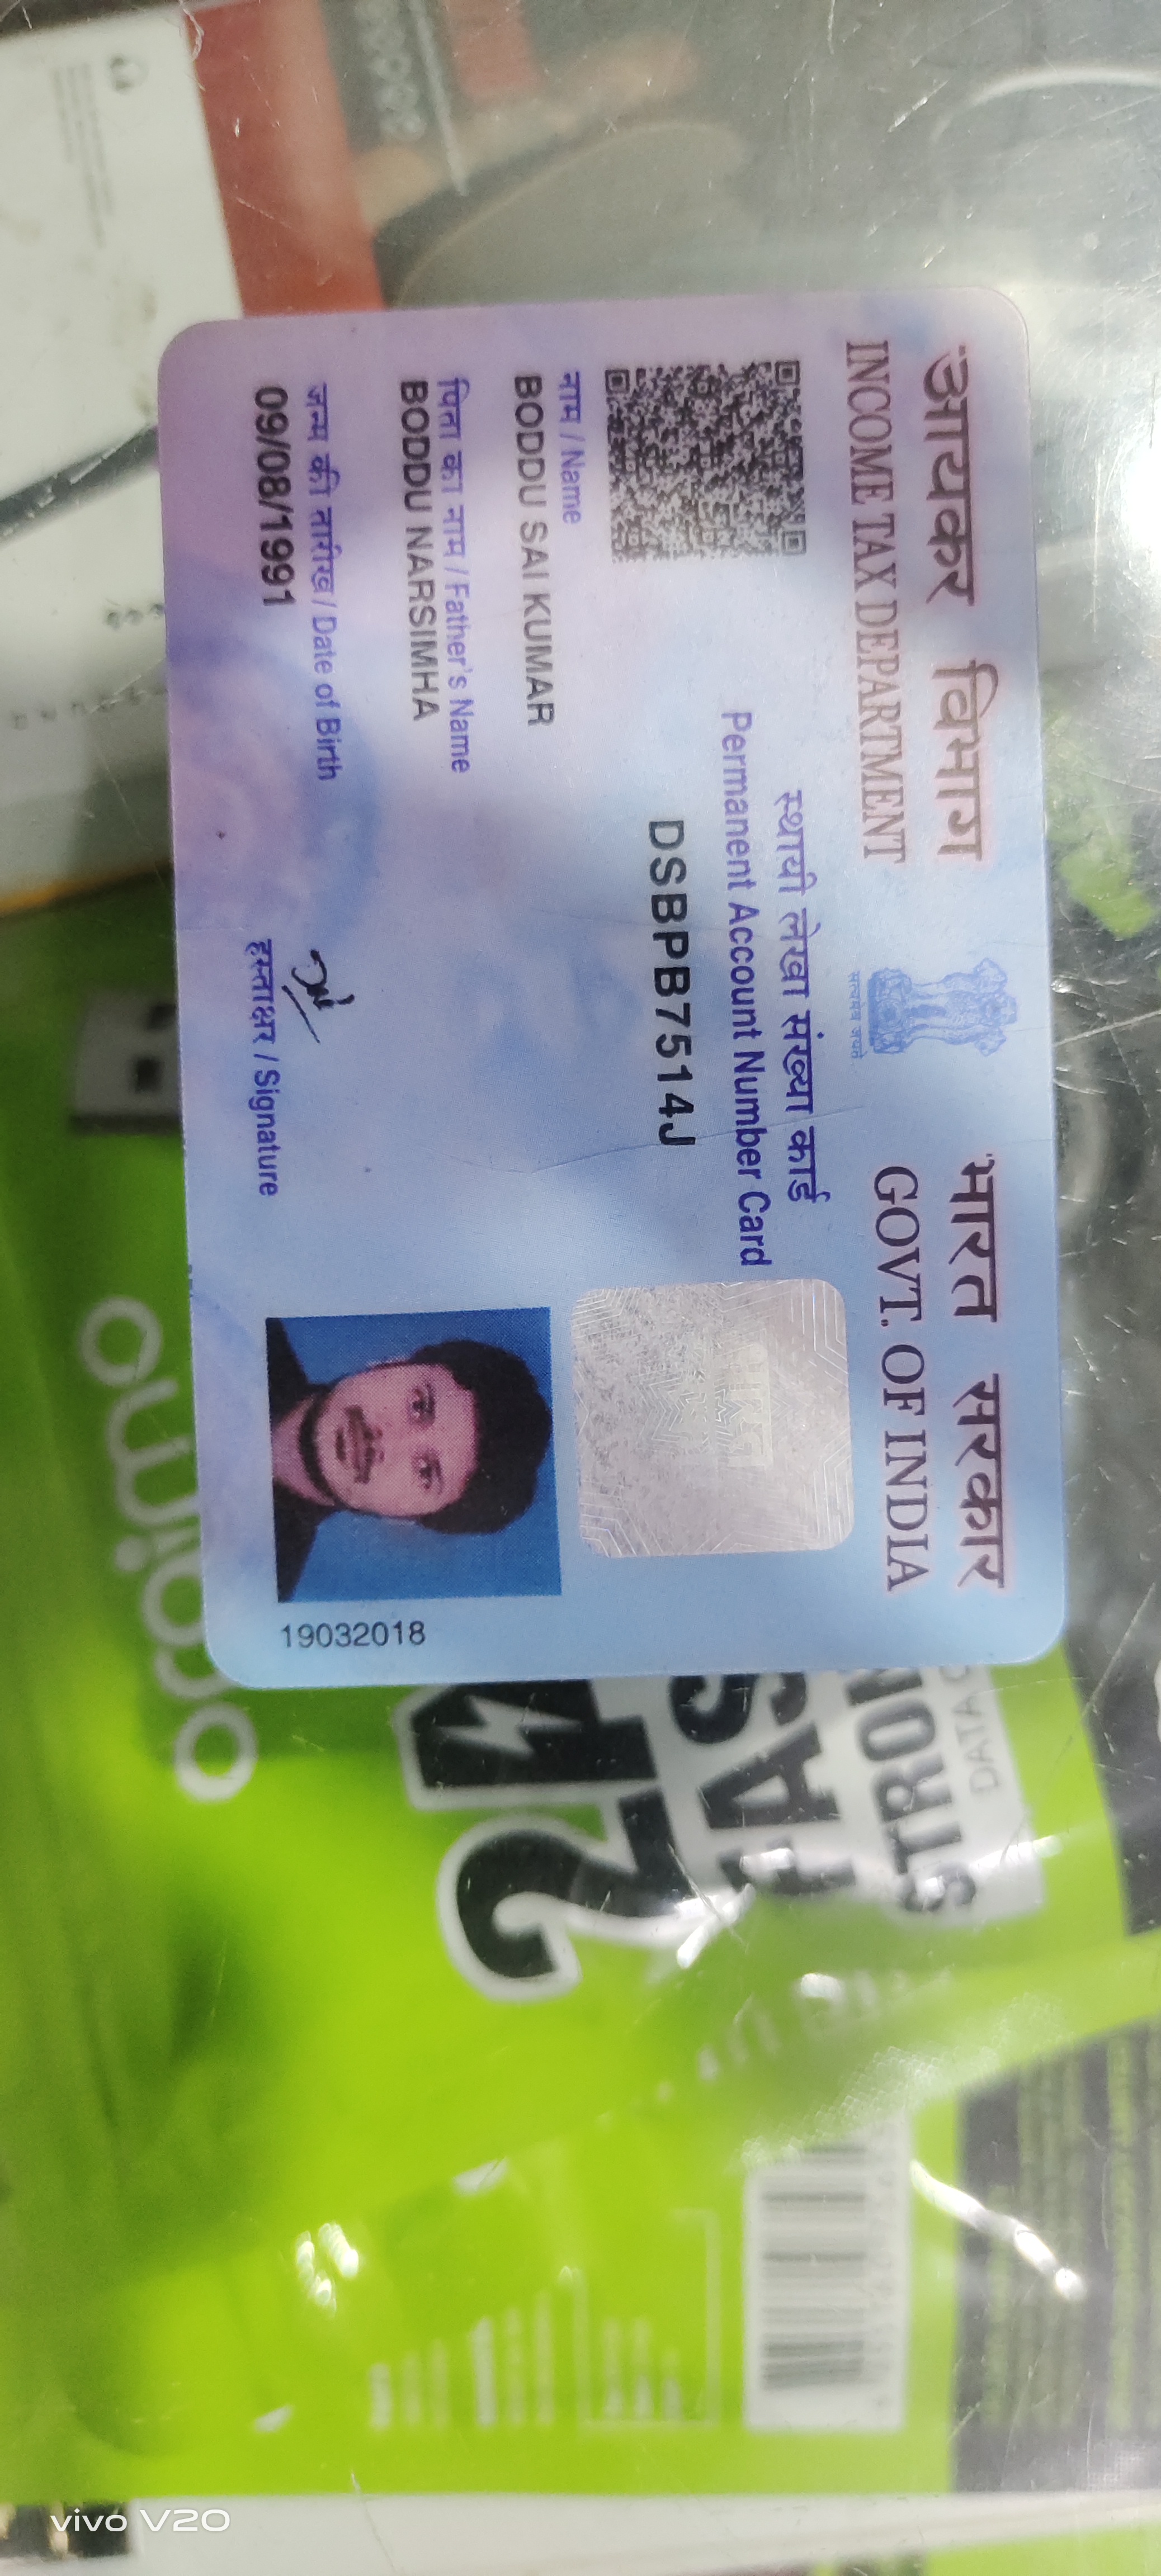 आयकर विभाग
INCOME TAX DEPARTMENT
सत्यमेव जयते
भारत सरकार
GOVT. OF INDIA
स्थायी लेखा संख्या कार्ड
Permanent Account Number Card
DSBPB7514J
नाम / Name
BODDU SAI KUMAR
पिता का नाम / Father's Name
BODDU NARSIMHA
जन्म की तारीख / Date of Birth
09/08/1991
हस्ताक्षर / Signature
19032018
vivo V20